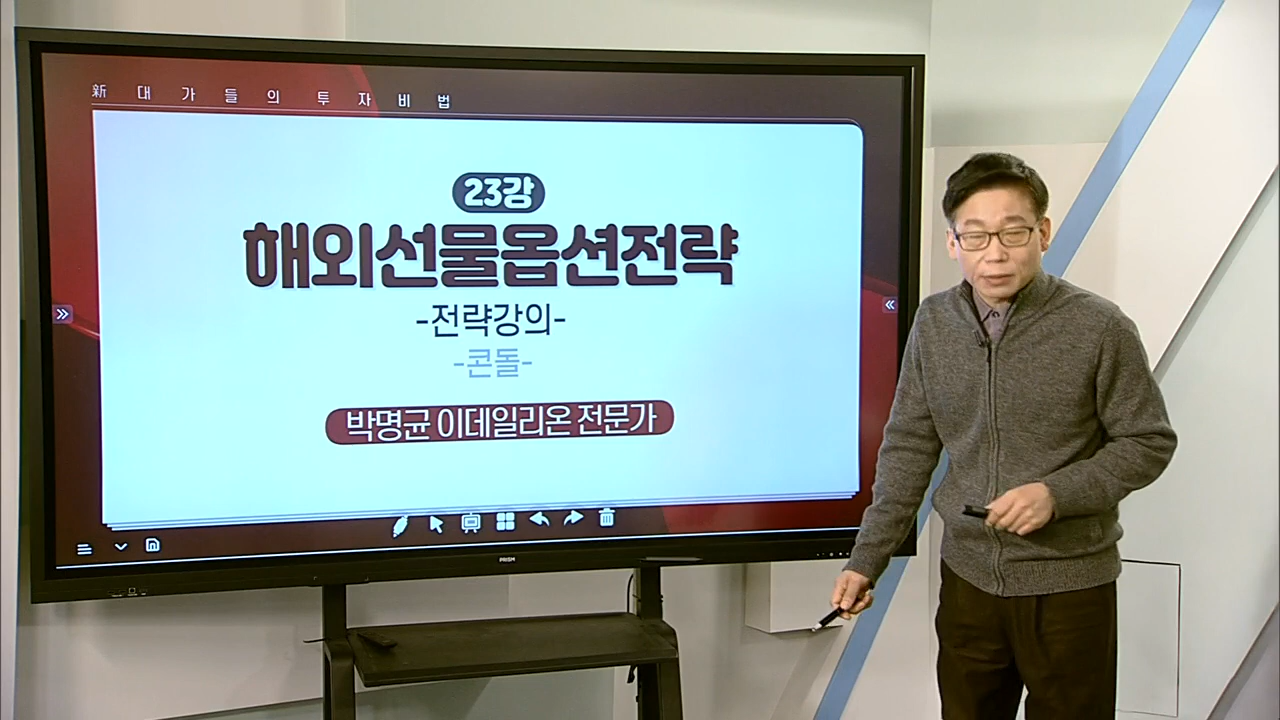 新 대 가 들 의 투 자 비 법
23강
해외선물옵션전략
-전략강의-
-콘돌-
박명균 이데일리온 전문가
PRISM